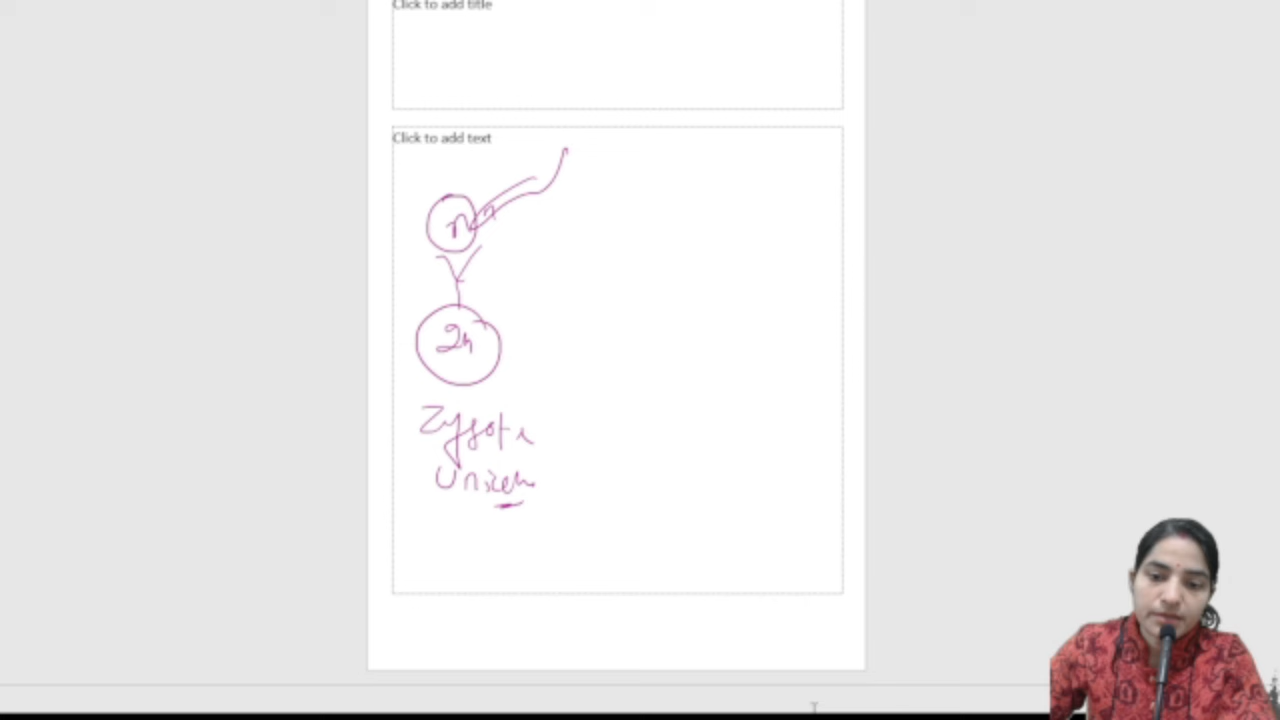 Click to add title
Click to add text
n n
2n
Zygote
Unicell